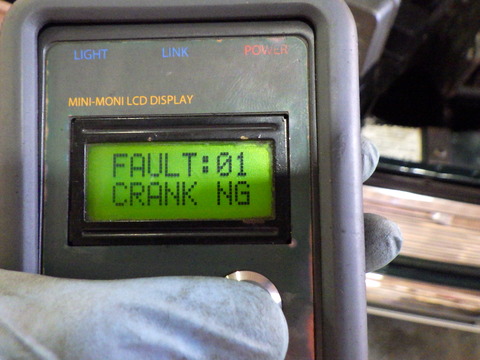 LIGHT LINK POWER
MINI-MONI LCD DISPLAY
FAULT:01
CRANK NG